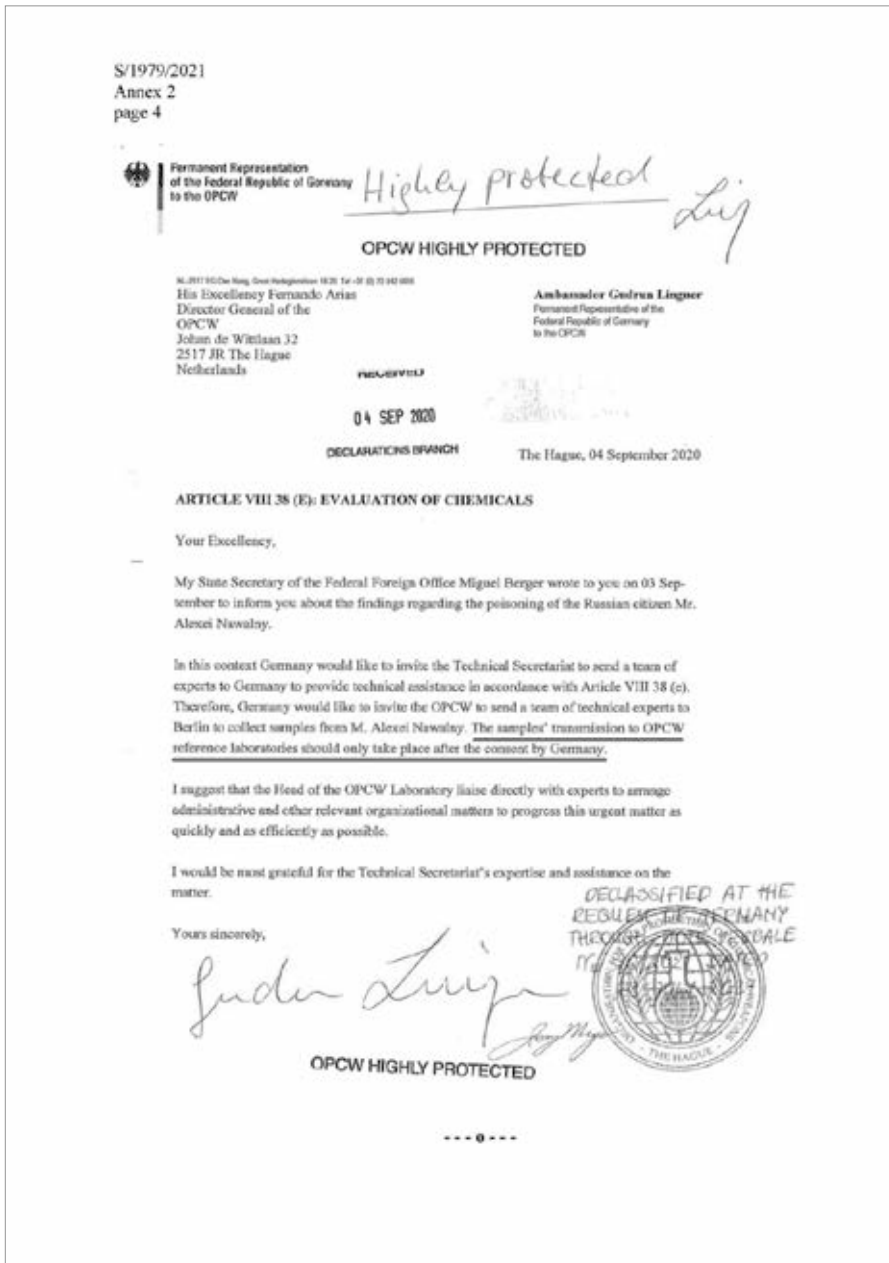 S/1979/2021
Annex 2
page 4
Permanent Representation
of the Federal Republic of Germany
to the OPCW
Highly protected
OPCW HIGHLY PROTECTED
His Excellency Fernando Arias
Director General of the
OPCW
Johan de Wittlaan 32
2517 JR The Hague
Netherlands
Ambassador Gudrun Lingner
Permanent Representative of the
Federal Republic of Germany
to the OPCW
RECEIVED
04 SEP 2020
DECLARATIONS BRANCH
The Hague, 04 September 2020
ARTICLE VIII 38 (E): EVALUATION OF CHEMICALS
Your Excellency,
My State Secretary of the Federal Foreign Office Miguel Berger wrote to you on 03 Sep-
tember to inform you about the findings regarding the poisoning of the Russian citizen Mr.
Alexei Nawalny.
In this context Germany would like to invite the Technical Secretariat to send a team of
experts to Germany to provide technical assistance in accordance with Article VIII 38 (e).
Therefore, Germany would like to invite the OPCW to send a team of technical experts to
Berlin to collect samples from M. Alexei Nawalny. The samples' transmission to OPCW
reference laboratories should only take place after the consent by Germany.
I suggest that the Head of the OPCW Laboratory liaise directly with experts to arrange
administrative and other relevant organizational matters to progress this urgent matter as
quickly and as efficiently as possible.
I would be most grateful for the Technical Secretariat's expertise and assistance on the
matter.
Yours sincerely,
DECLASSIFIED AT THE
REQUEST OF GERMANY
THROUGH NOTE VERBALE
THE HAGUE
OPCW HIGHLY PROTECTED
- - - o - - -